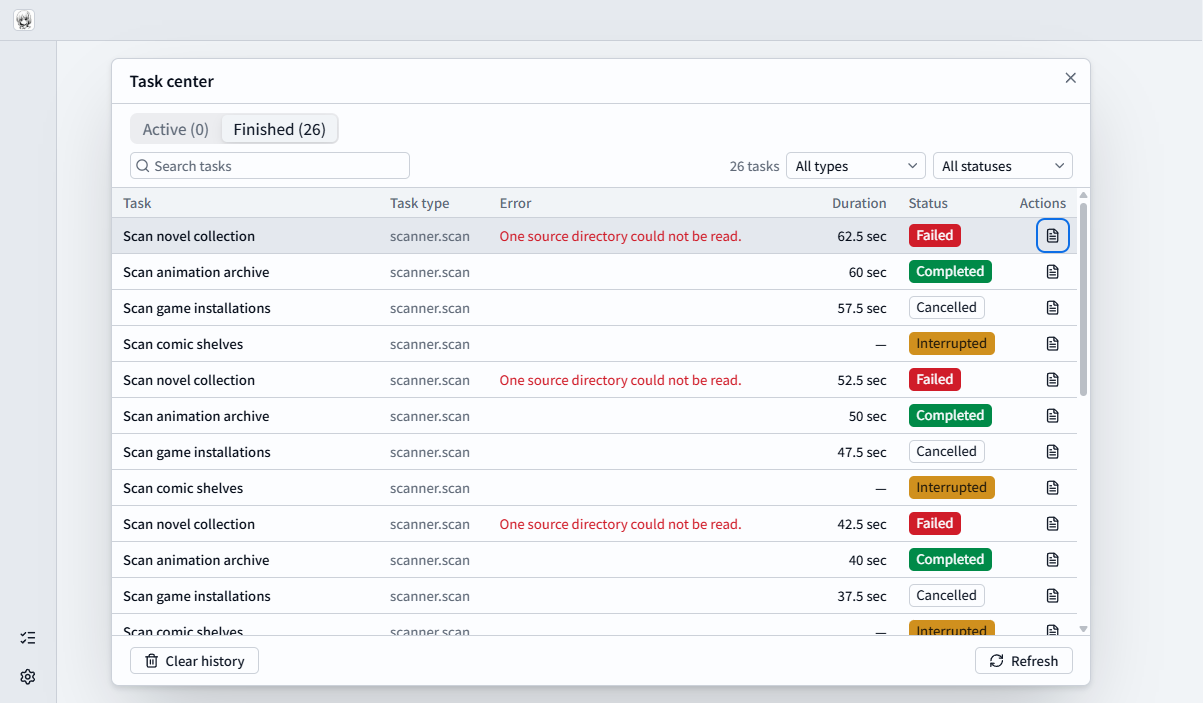 Task center
Active (0) Finished (26)
Search tasks 26 tasks All types All statuses
Task Task type Error Duration Status Actions
Scan novel collection scanner.scan One source directory could not be read. 62.5 sec Failed
Scan animation archive scanner.scan 60 sec Completed
Scan game installations scanner.scan 57.5 sec Cancelled
Scan comic shelves scanner.scan — Interrupted
Scan novel collection scanner.scan One source directory could not be read. 52.5 sec Failed
Scan animation archive scanner.scan 50 sec Completed
Scan game installations scanner.scan 47.5 sec Cancelled
Scan comic shelves scanner.scan — Interrupted
Scan novel collection scanner.scan One source directory could not be read. 42.5 sec Failed
Scan animation archive scanner.scan 40 sec Completed
Scan game installations scanner.scan 37.5 sec Cancelled
Scan comic shelves scanner.scan — Interrupted
Clear history Refresh